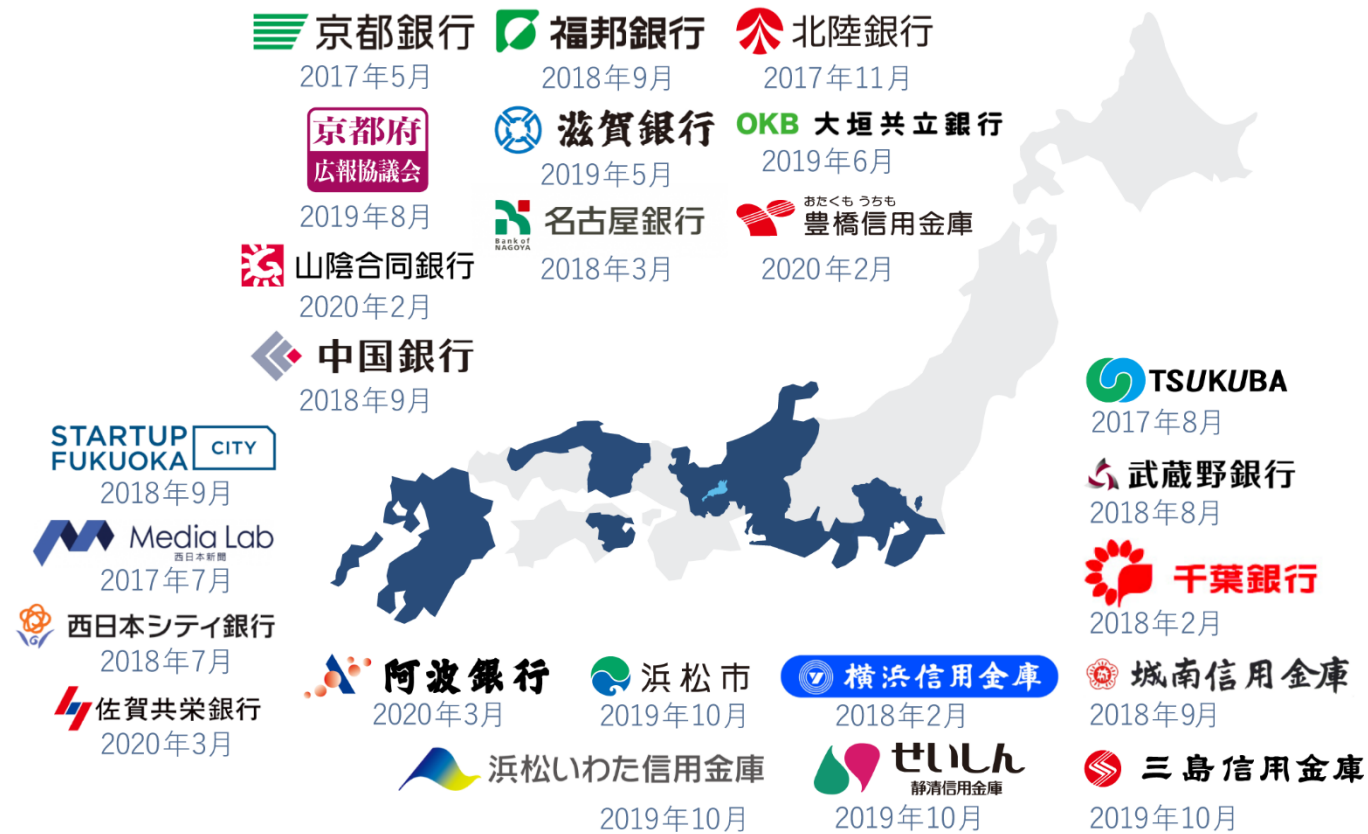 京都銀行
2017年5月
福邦銀行
2018年9月
北陸銀行
2017年11月
京都府
広報協議会
2019年8月
滋賀銀行
2019年5月
OKB 大垣共立銀行
2019年6月
Bank of
NAGOYA
名古屋銀行
2018年3月
おたくも うちも
豊橋信用金庫
2020年2月
山陰合同銀行
2020年2月
中国銀行
2018年9月
STARTUP
FUKUOKA
CITY
2018年9月
Media Lab
西日本新聞
2017年7月
西日本シティ銀行
2018年7月
佐賀共栄銀行
2020年3月
TSUKUBA
2017年8月
武蔵野銀行
2018年8月
千葉銀行
2018年2月
阿波銀行
2020年3月
浜松市
2019年10月
横浜信用金庫
2018年2月
城南信用金庫
2018年9月
浜松いわた信用金庫
2019年10月
せいしん
静清信用金庫
2019年10月
三島信用金庫
2019年10月